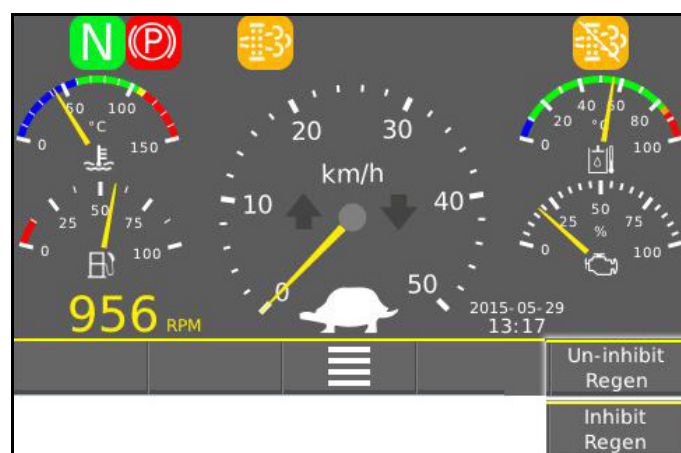 N (P)
50 100
°C
0 150
20 30
km/h
10 40
0 50
20 40 60 80
°C
0 100
25 50 75
0 100
25 50 75
%
0 100
956 RPM
2015-05-29
13:17
Un-inhibit
Regen
Inhibit
Regen